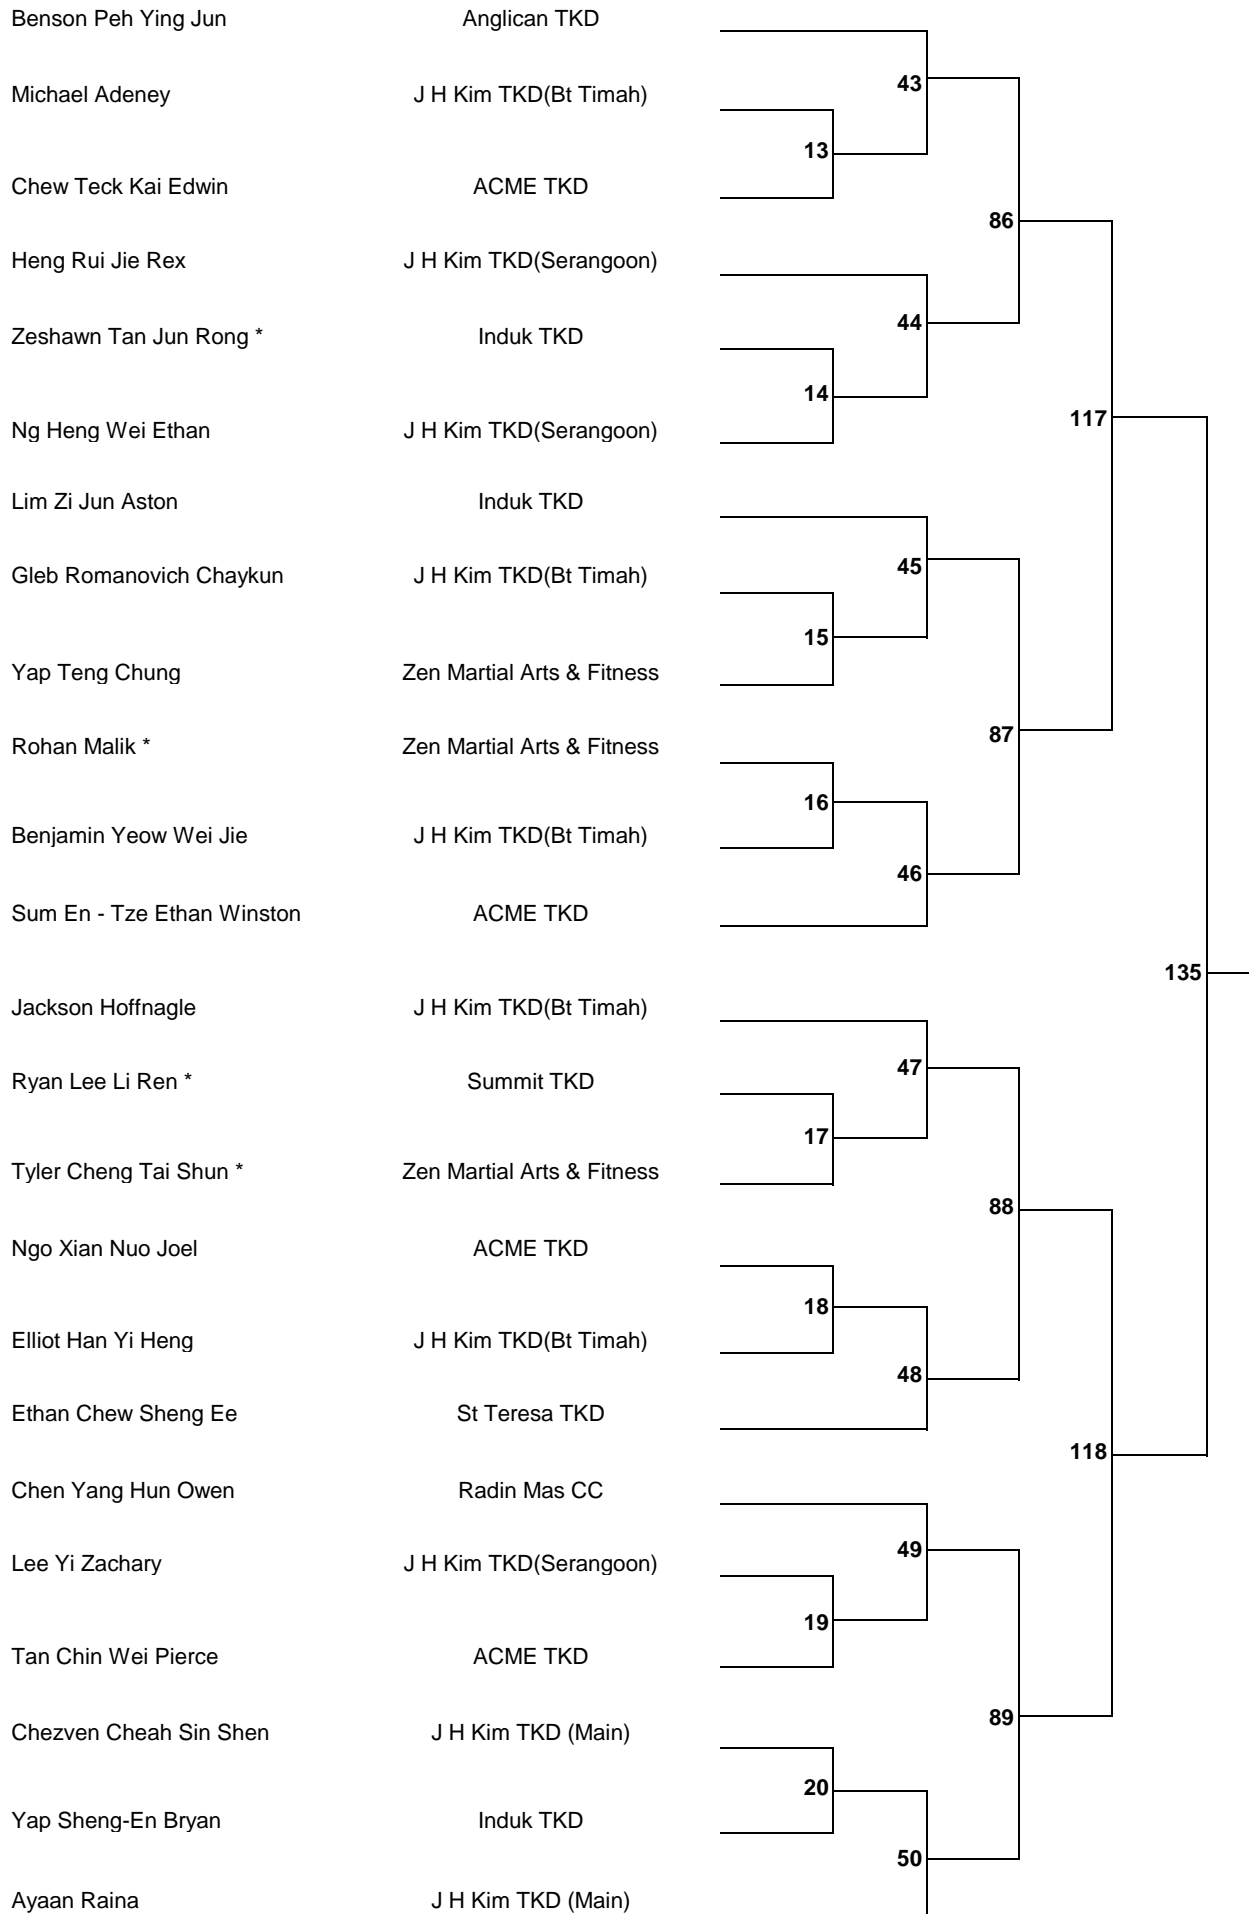 Benson Peh Ying Jun Anglican TKD
43
Michael Adeney J H Kim TKD(Bt Timah)
13
Chew Teck Kai Edwin ACME TKD
86
Heng Rui Jie Rex J H Kim TKD(Serangoon)
44
Zeshawn Tan Jun Rong * Induk TKD
14
117
Ng Heng Wei Ethan J H Kim TKD(Serangoon)
Lim Zi Jun Aston Induk TKD
45
Gleb Romanovich Chaykun J H Kim TKD(Bt Timah)
15
Yap Teng Chung Zen Martial Arts & Fitness
87
Rohan Malik * Zen Martial Arts & Fitness
16
Benjamin Yeow Wei Jie J H Kim TKD(Bt Timah)
46
Sum En - Tze Ethan Winston ACME TKD
135
Jackson Hoffnagle J H Kim TKD(Bt Timah)
47
Ryan Lee Li Ren * Summit TKD
17
Tyler Cheng Tai Shun * Zen Martial Arts & Fitness
88
Ngo Xian Nuo Joel ACME TKD
18
Elliot Han Yi Heng J H Kim TKD(Bt Timah)
48
Ethan Chew Sheng Ee St Teresa TKD
118
Chen Yang Hun Owen Radin Mas CC
49
Lee Yi Zachary J H Kim TKD(Serangoon)
19
Tan Chin Wei Pierce ACME TKD
89
Chezven Cheah Sin Shen J H Kim TKD (Main)
20
Yap Sheng-En Bryan Induk TKD
50
Ayaan Raina J H Kim TKD (Main)